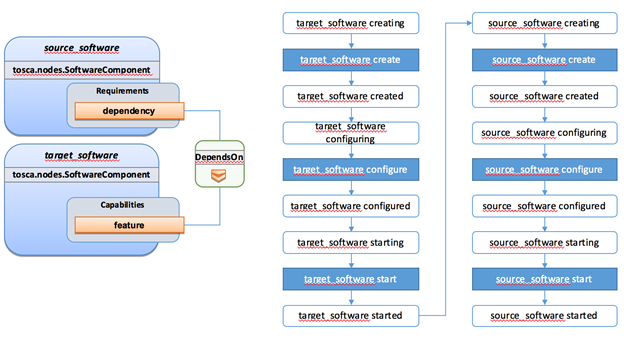 source_software
tosca.nodes.SoftwareComponent
Requirements
dependency
target_software
tosca.nodes.SoftwareComponent
Capabilities
feature
DependsOn
target_software creating
target_software create
target_software created
target_software
configuring
target_software configure
target_software configured
target_software starting
target_software start
target_software started
source_software creating
source_software create
source_software created
source_software configuring
source_software configure
source_software configured
source_software starting
source_software start
source_software started